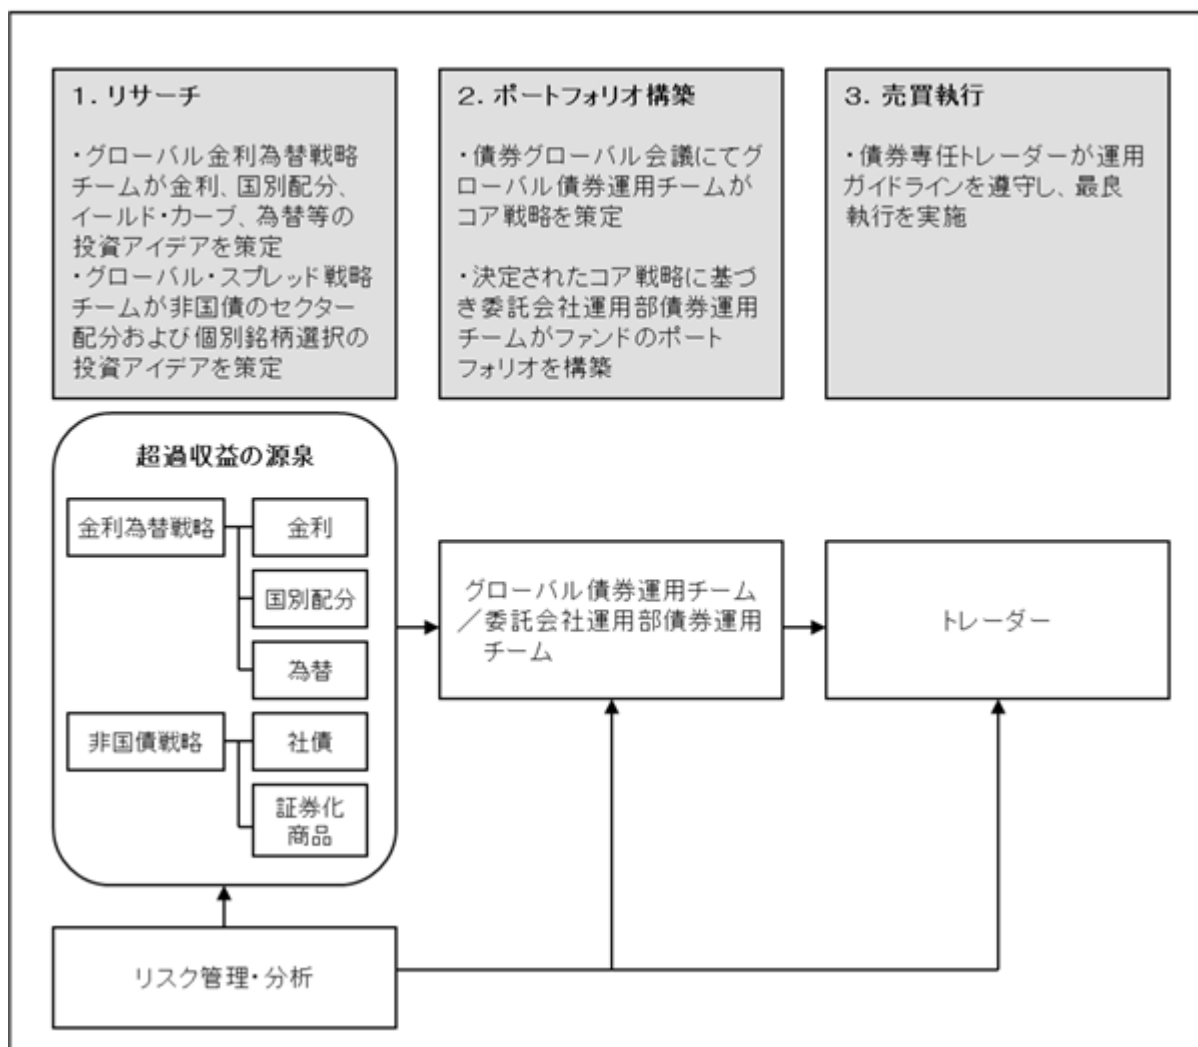 1. リサーチ
・グローバル金利為替戦略
チームが金利、国別配分、
イールド・カーブ、為替等の
投資アイデアを策定
・グローバル・スプレッド戦略
チームが非国債のセクター
配分および個別銘柄選択の
投資アイデアを策定
2. ポートフォリオ構築
・債券グローバル会議にてグ
ローバル債券運用チームが
コア戦略を策定
・決定されたコア戦略に基づ
き委託会社運用部債券運用
チームがファンドのポート
フォリオを構築
3. 売買執行
・債券専任トレーダーが運用
ガイドラインを遵守し、最良
執行を実施
超過収益の源泉
金利為替戦略
金利
国別配分
為替
非国債戦略
社債
証券化
商品
グローバル債券運用チーム
／委託会社運用部債券運用
チーム
トレーダー
リスク管理・分析